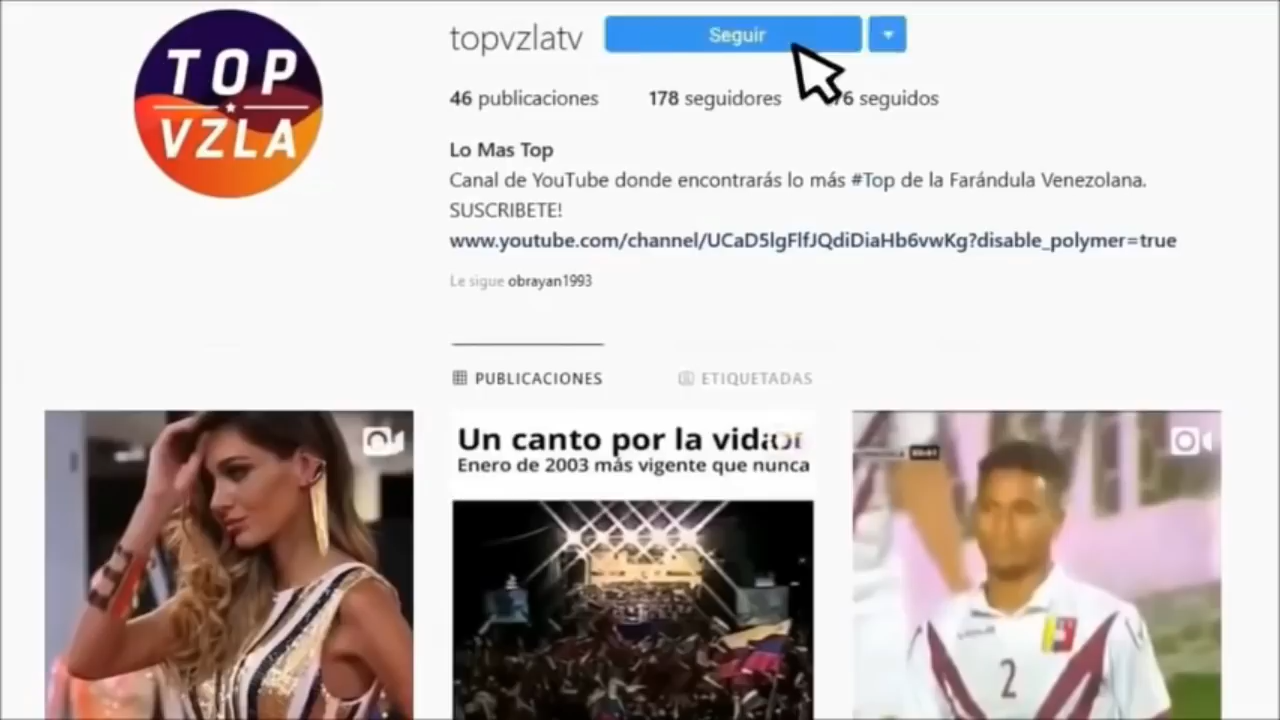 TOP
VZLA
topvzlatv
Seguir
46 publicaciones
178 seguidores
76 seguidos
Lo Mas Top
Canal de YouTube donde encontrarás lo más #Top de la Farándula Venezolana.
SUSCRIBETE!
www.youtube.com/channel/UCaD5lgFlfJQdiDiaHb6vwKg?disable_polymer=true
Le sigue obrayan1993
PUBLICACIONES
ETIQUETADAS
Un canto por la vida
Enero de 2003 más vigente que nunca
2